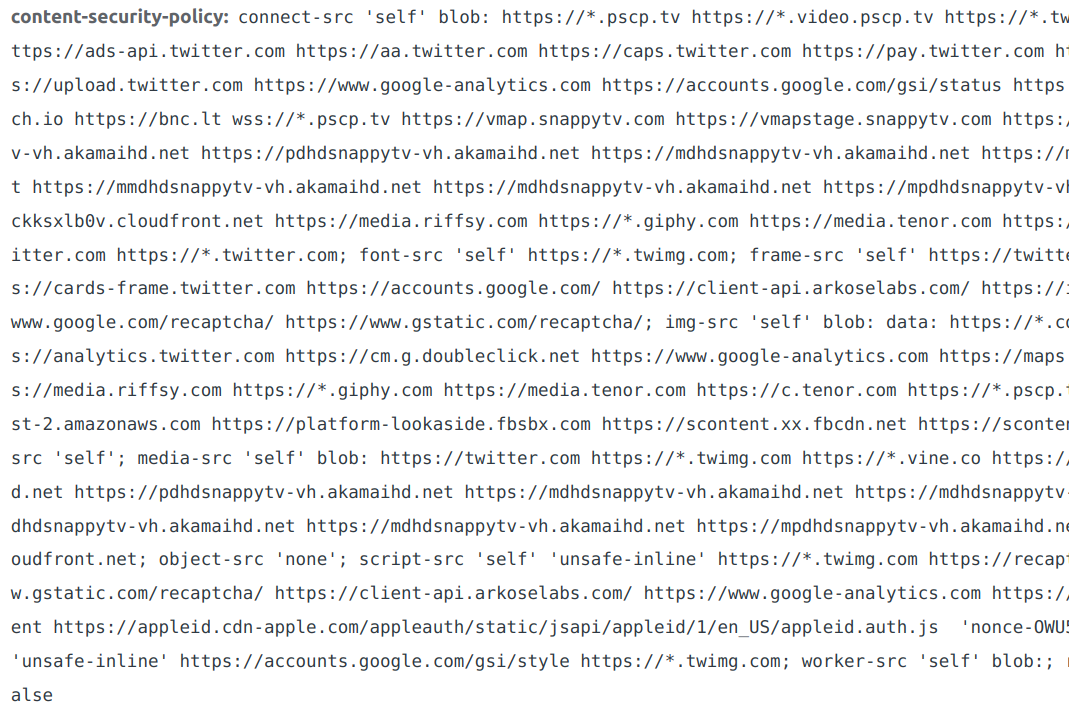 content-security-policy: connect-src 'self' blob: https://*.pscp.tv https://*.video.pscp.tv https://*.tw
ttps://ads-api.twitter.com https://aa.twitter.com https://caps.twitter.com https://pay.twitter.com ht
s://upload.twitter.com https://www.google-analytics.com https://accounts.google.com/gsi/status https
ch.io https://bnc.lt wss://*.pscp.tv https://vmap.snappytv.com https://vmapstage.snappytv.com https:/
v-vh.akamaihd.net https://pdhdsnappytv-vh.akamaihd.net https://mdhdsnappytv-vh.akamaihd.net https://m
t https://mmdhdsnappytv-vh.akamaihd.net https://mdhdsnappytv-vh.akamaihd.net https://mpdhdsnappytv-vh
ckksxlb0v.cloudfront.net https://media.riffsy.com https://*.giphy.com https://media.tenor.com https:/
itter.com https://*.twitter.com; font-src 'self' https://*.twimg.com; frame-src 'self' https://twitte
s://cards-frame.twitter.com https://accounts.google.com/ https://client-api.arkoselabs.com/ https://i
www.google.com/recaptcha/ https://www.gstatic.com/recaptcha/; img-src 'self' blob: data: https://*.cd
s://analytics.twitter.com https://cm.g.doubleclick.net https://www.google-analytics.com https://maps
s://media.riffsy.com https://*.giphy.com https://media.tenor.com https://c.tenor.com https://*.pscp.t
st-2.amazonaws.com https://platform-lookaside.fbsbx.com https://scontent.xx.fbcdn.net https://sconten
src 'self'; media-src 'self' blob: https://twitter.com https://*.twimg.com https://*.vine.co https://
d.net https://pdhdsnappytv-vh.akamaihd.net https://mdhdsnappytv-vh.akamaihd.net https://mdhdsnappytv-
dhdsnappytv-vh.akamaihd.net https://mdhdsnappytv-vh.akamaihd.net https://mpdhdsnappytv-vh.akamaihd.ne
oudfront.net; object-src 'none'; script-src 'self' 'unsafe-inline' https://*.twimg.com https://recapt
w.gstatic.com/recaptcha/ https://client-api.arkoselabs.com/ https://www.google-analytics.com https://
ent https://appleid.cdn-apple.com/appleauth/static/jsapi/appleid/1/en_US/appleid.auth.js  'nonce-OWU5
'unsafe-inline' https://accounts.google.com/gsi/style https://*.twimg.com; worker-src 'self' blob:;
alse